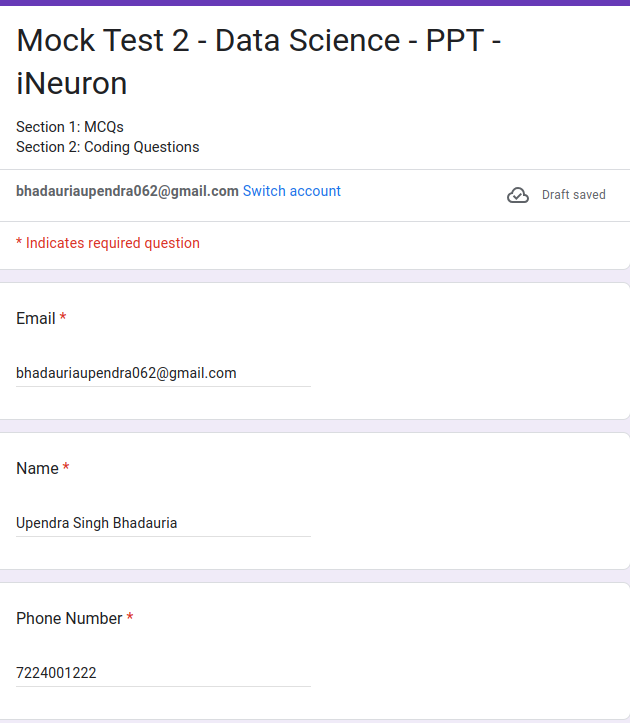 Mock Test 2 - Data Science - PPT -
iNeuron
Section 1: MCQs
Section 2: Coding Questions
bhadauriaupendra062@gmail.com Switch account
Draft saved
* Indicates required question
Email *
bhadauriaupendra062@gmail.com
Name *
Upendra Singh Bhadauria
Phone Number *
7224001222